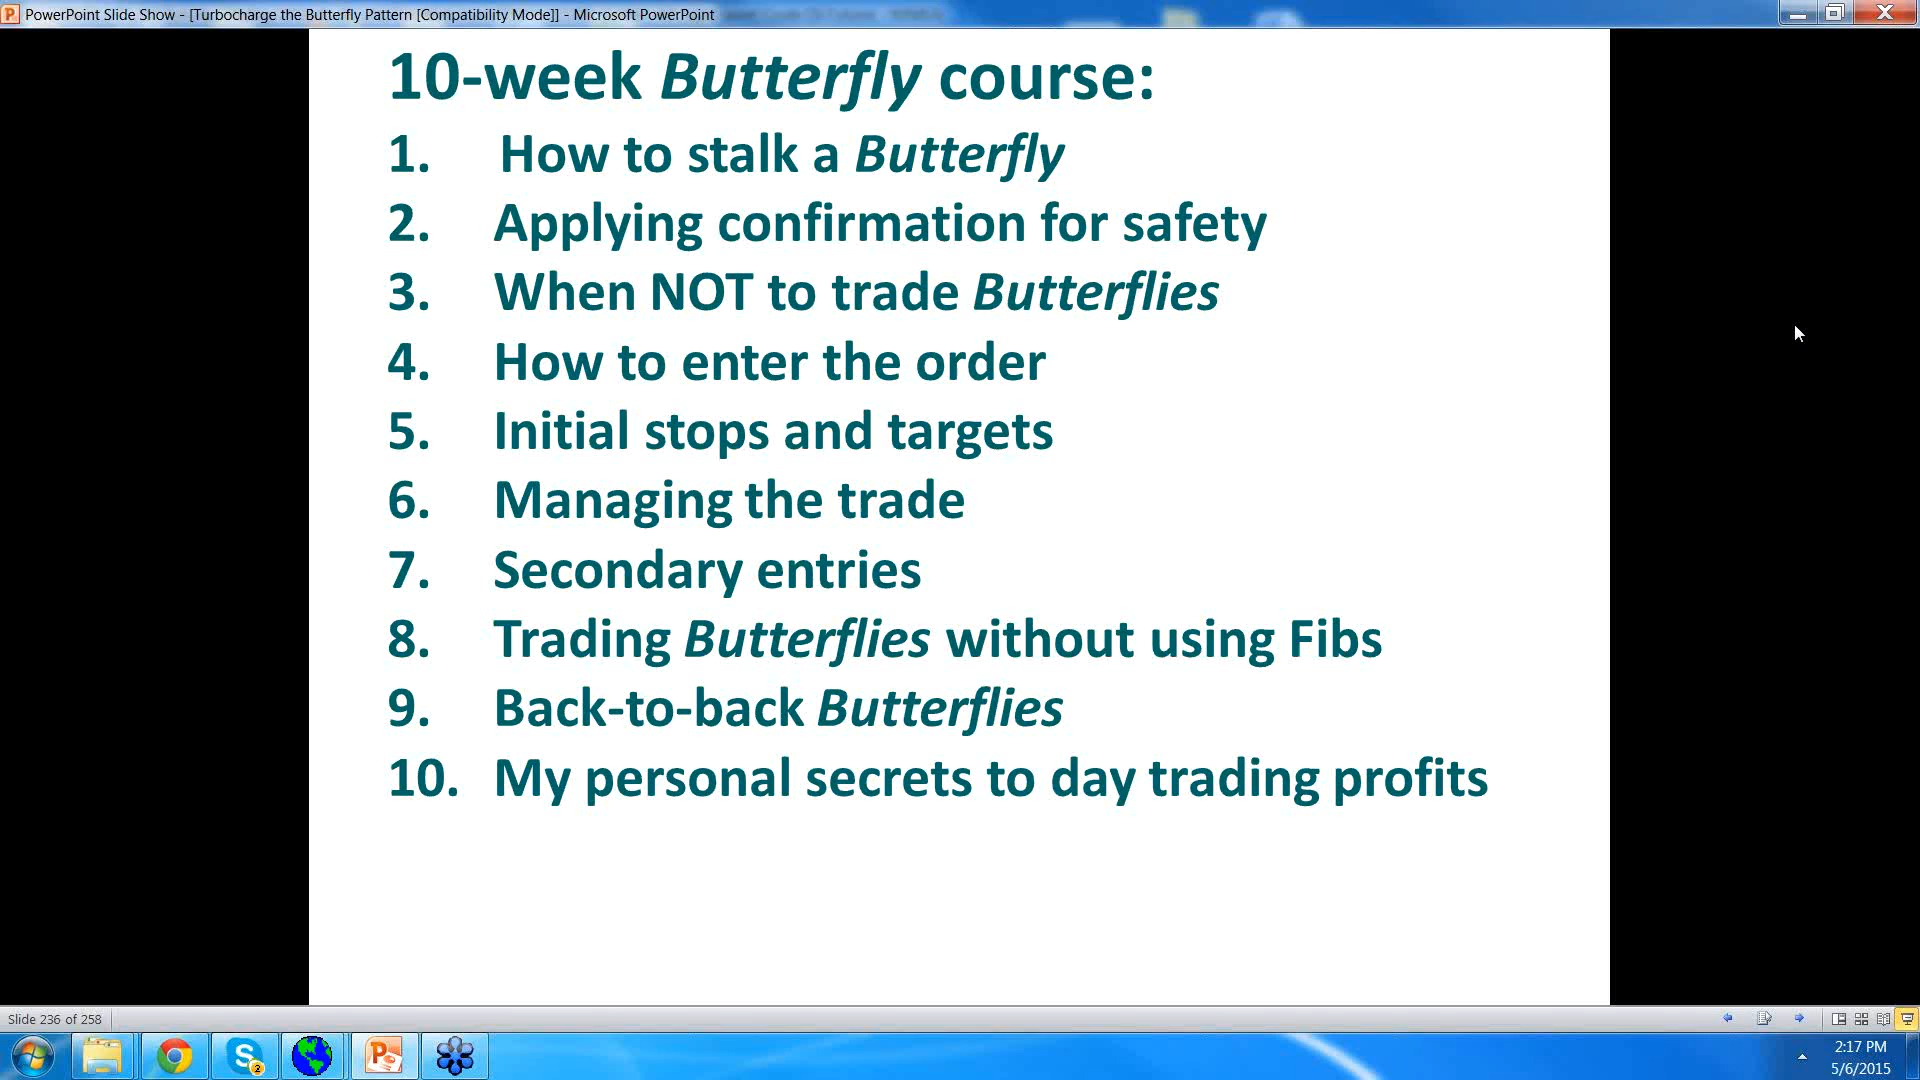 PowerPoint Slide Show - [Turbocharge the Butterfly Pattern [Compatibility Mode]] - Microsoft PowerPoint
10-week Butterfly course:
1. How to stalk a Butterfly
2. Applying confirmation for safety
3. When NOT to trade Butterflies
4. How to enter the order
5. Initial stops and targets
6. Managing the trade
7. Secondary entries
8. Trading Butterflies without using Fibs
9. Back-to-back Butterflies
10. My personal secrets to day trading profits
Slide 236 of 258
2
2:17 PM
5/6/2015